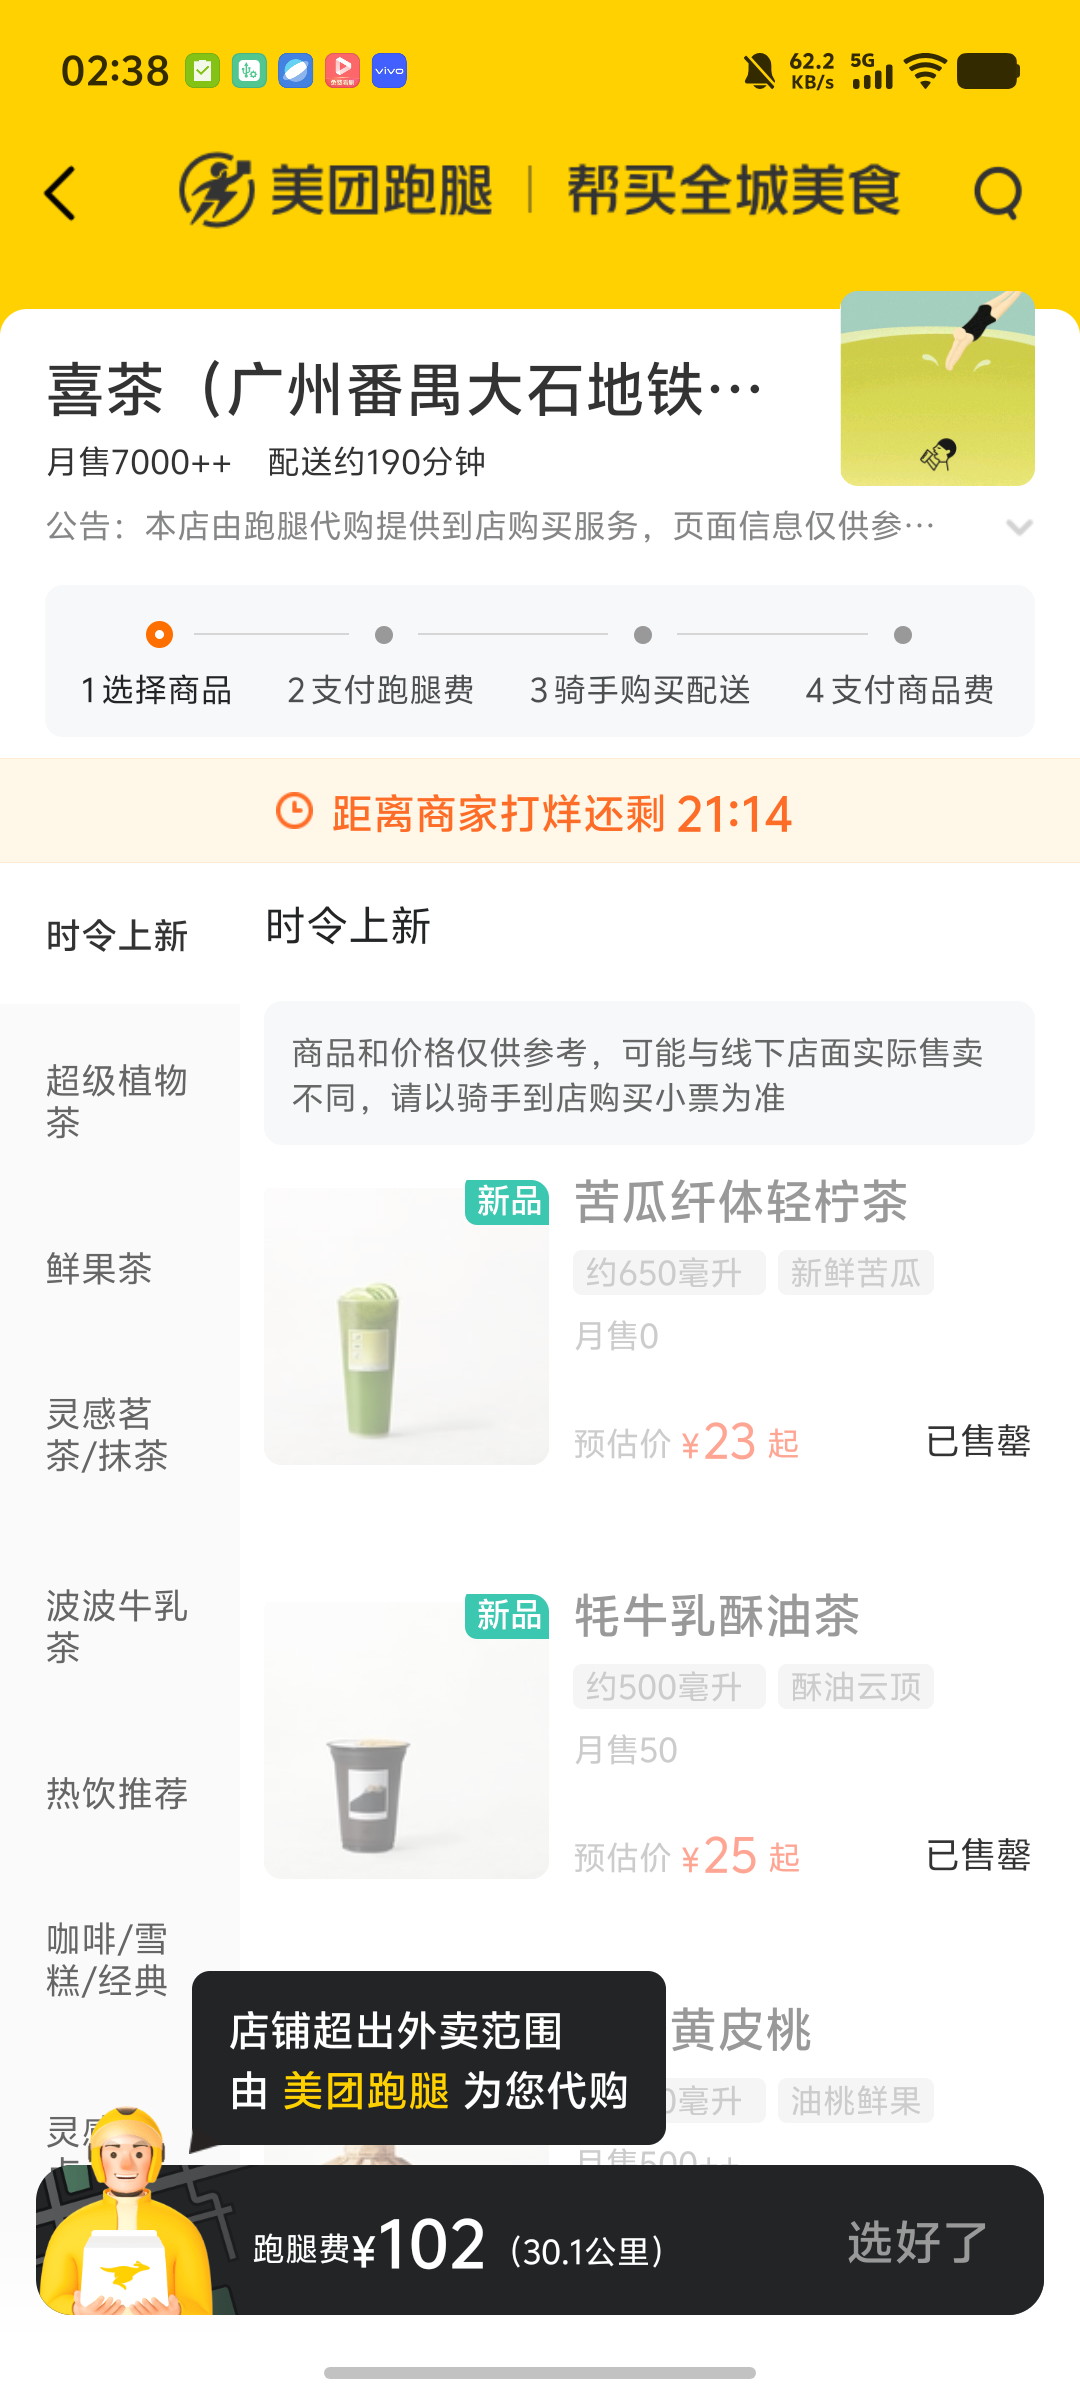 02:38
vivo
62.2
KB/s
5G
美团跑腿 | 帮买全城美食
喜茶（广州番禺大石地铁…
月售7000++ 配送约190分钟
公告：本店由跑腿代购提供到店购买服务，页面信息仅供参…
1选择商品 2支付跑腿费 3骑手购买配送 4支付商品费
距离商家打烊还剩 21:14
时令上新
超级植物
茶
鲜果茶
灵感茗
茶/抹茶
波波牛乳
茶
热饮推荐
咖啡/雪
糕/经典
时令上新
商品和价格仅供参考，可能与线下店面实际售卖
不同，请以骑手到店购买小票为准
新品
苦瓜纤体轻柠茶
约650毫升 新鲜苦瓜
月售0
预估价 ¥23 起
已售罄
新品
牦牛乳酥油茶
约500毫升 酥油云顶
月售50
预估价 ¥25 起
已售罄
黄皮桃
0毫升 油桃鲜果
月售500++
店铺超出外卖范围
由 美团跑腿 为您代购
跑腿费¥102（30.1公里）
选好了